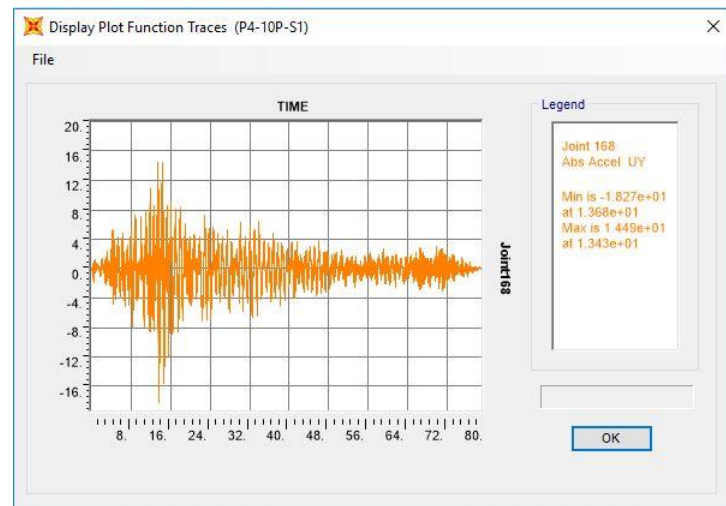 Display Plot Function Traces (P4-10P-S1)
File
TIME
20.
16.
12.
8.
4.
0.
-4.
-8.
-12.
-16.
8. 16. 24. 32. 40. 48. 56. 64. 72. 80.
Joint168
Legend
Joint 168
Abs Accel UY
Min is -1.827e+01
at 1.368e+01
Max is 1.449e+01
at 1.343e+01
OK